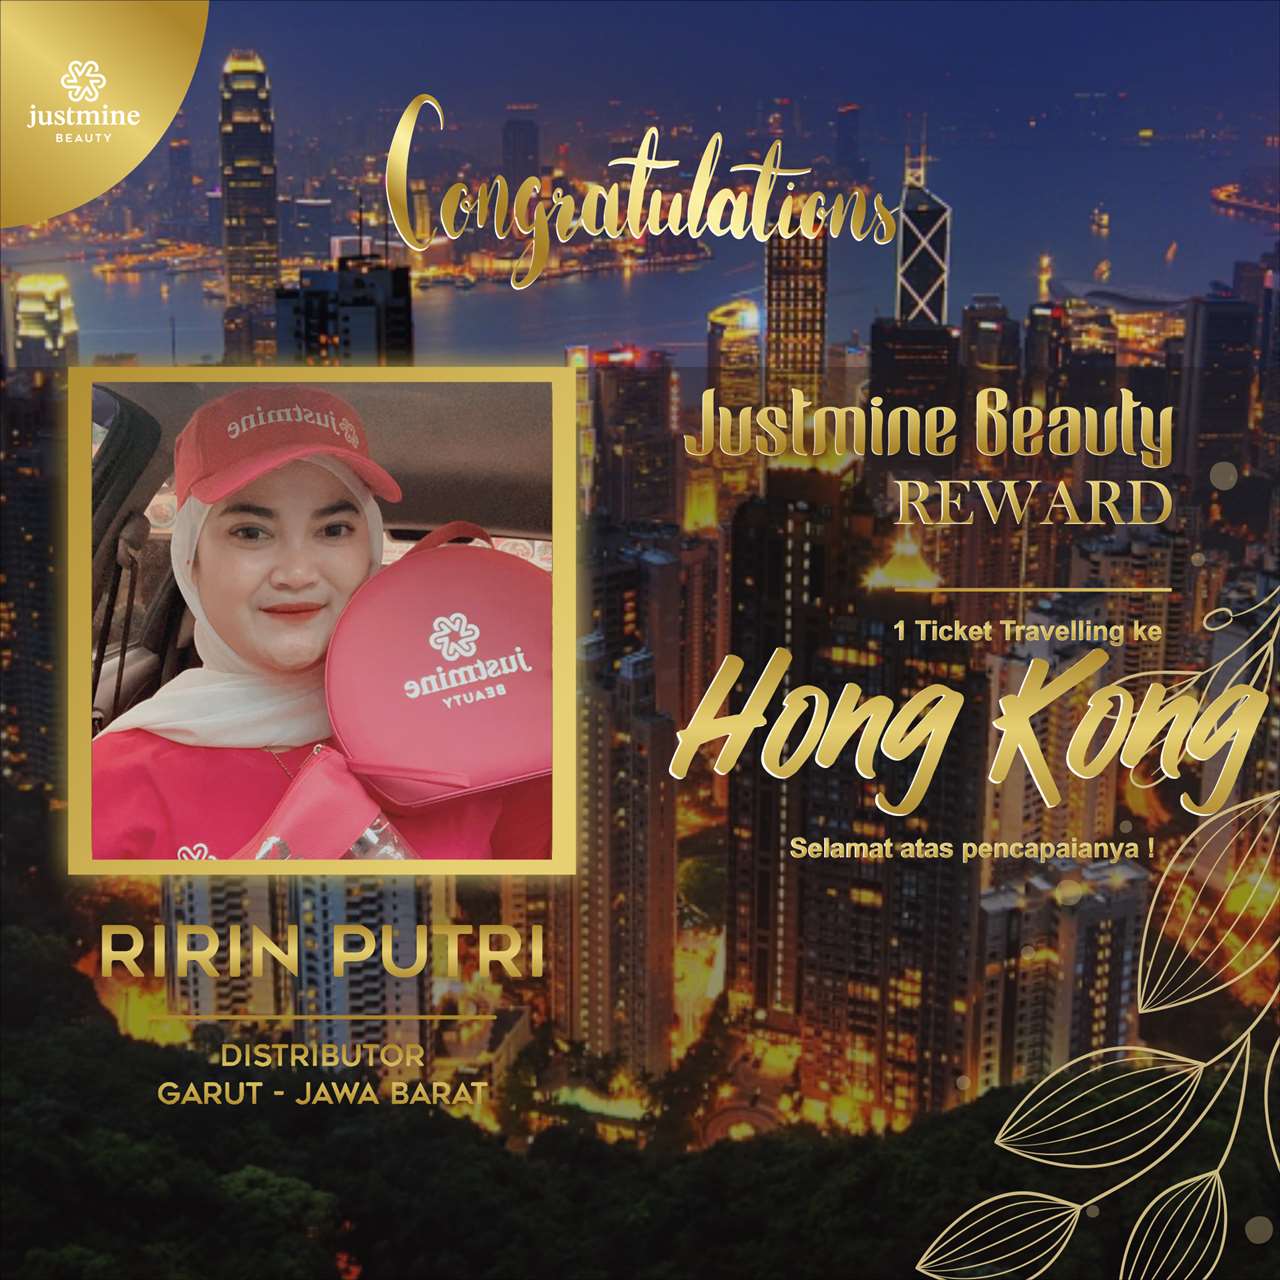 justmine
BEAUTY
Congratulations
justmine
justmine
BEAUTY
Justmine Beauty
REWARD
1 Ticket Travelling ke
Hong Kong
Selamat atas pencapaianya !
RIRIN PUTRI
DISTRIBUTOR
GARUT - JAWA BARAT